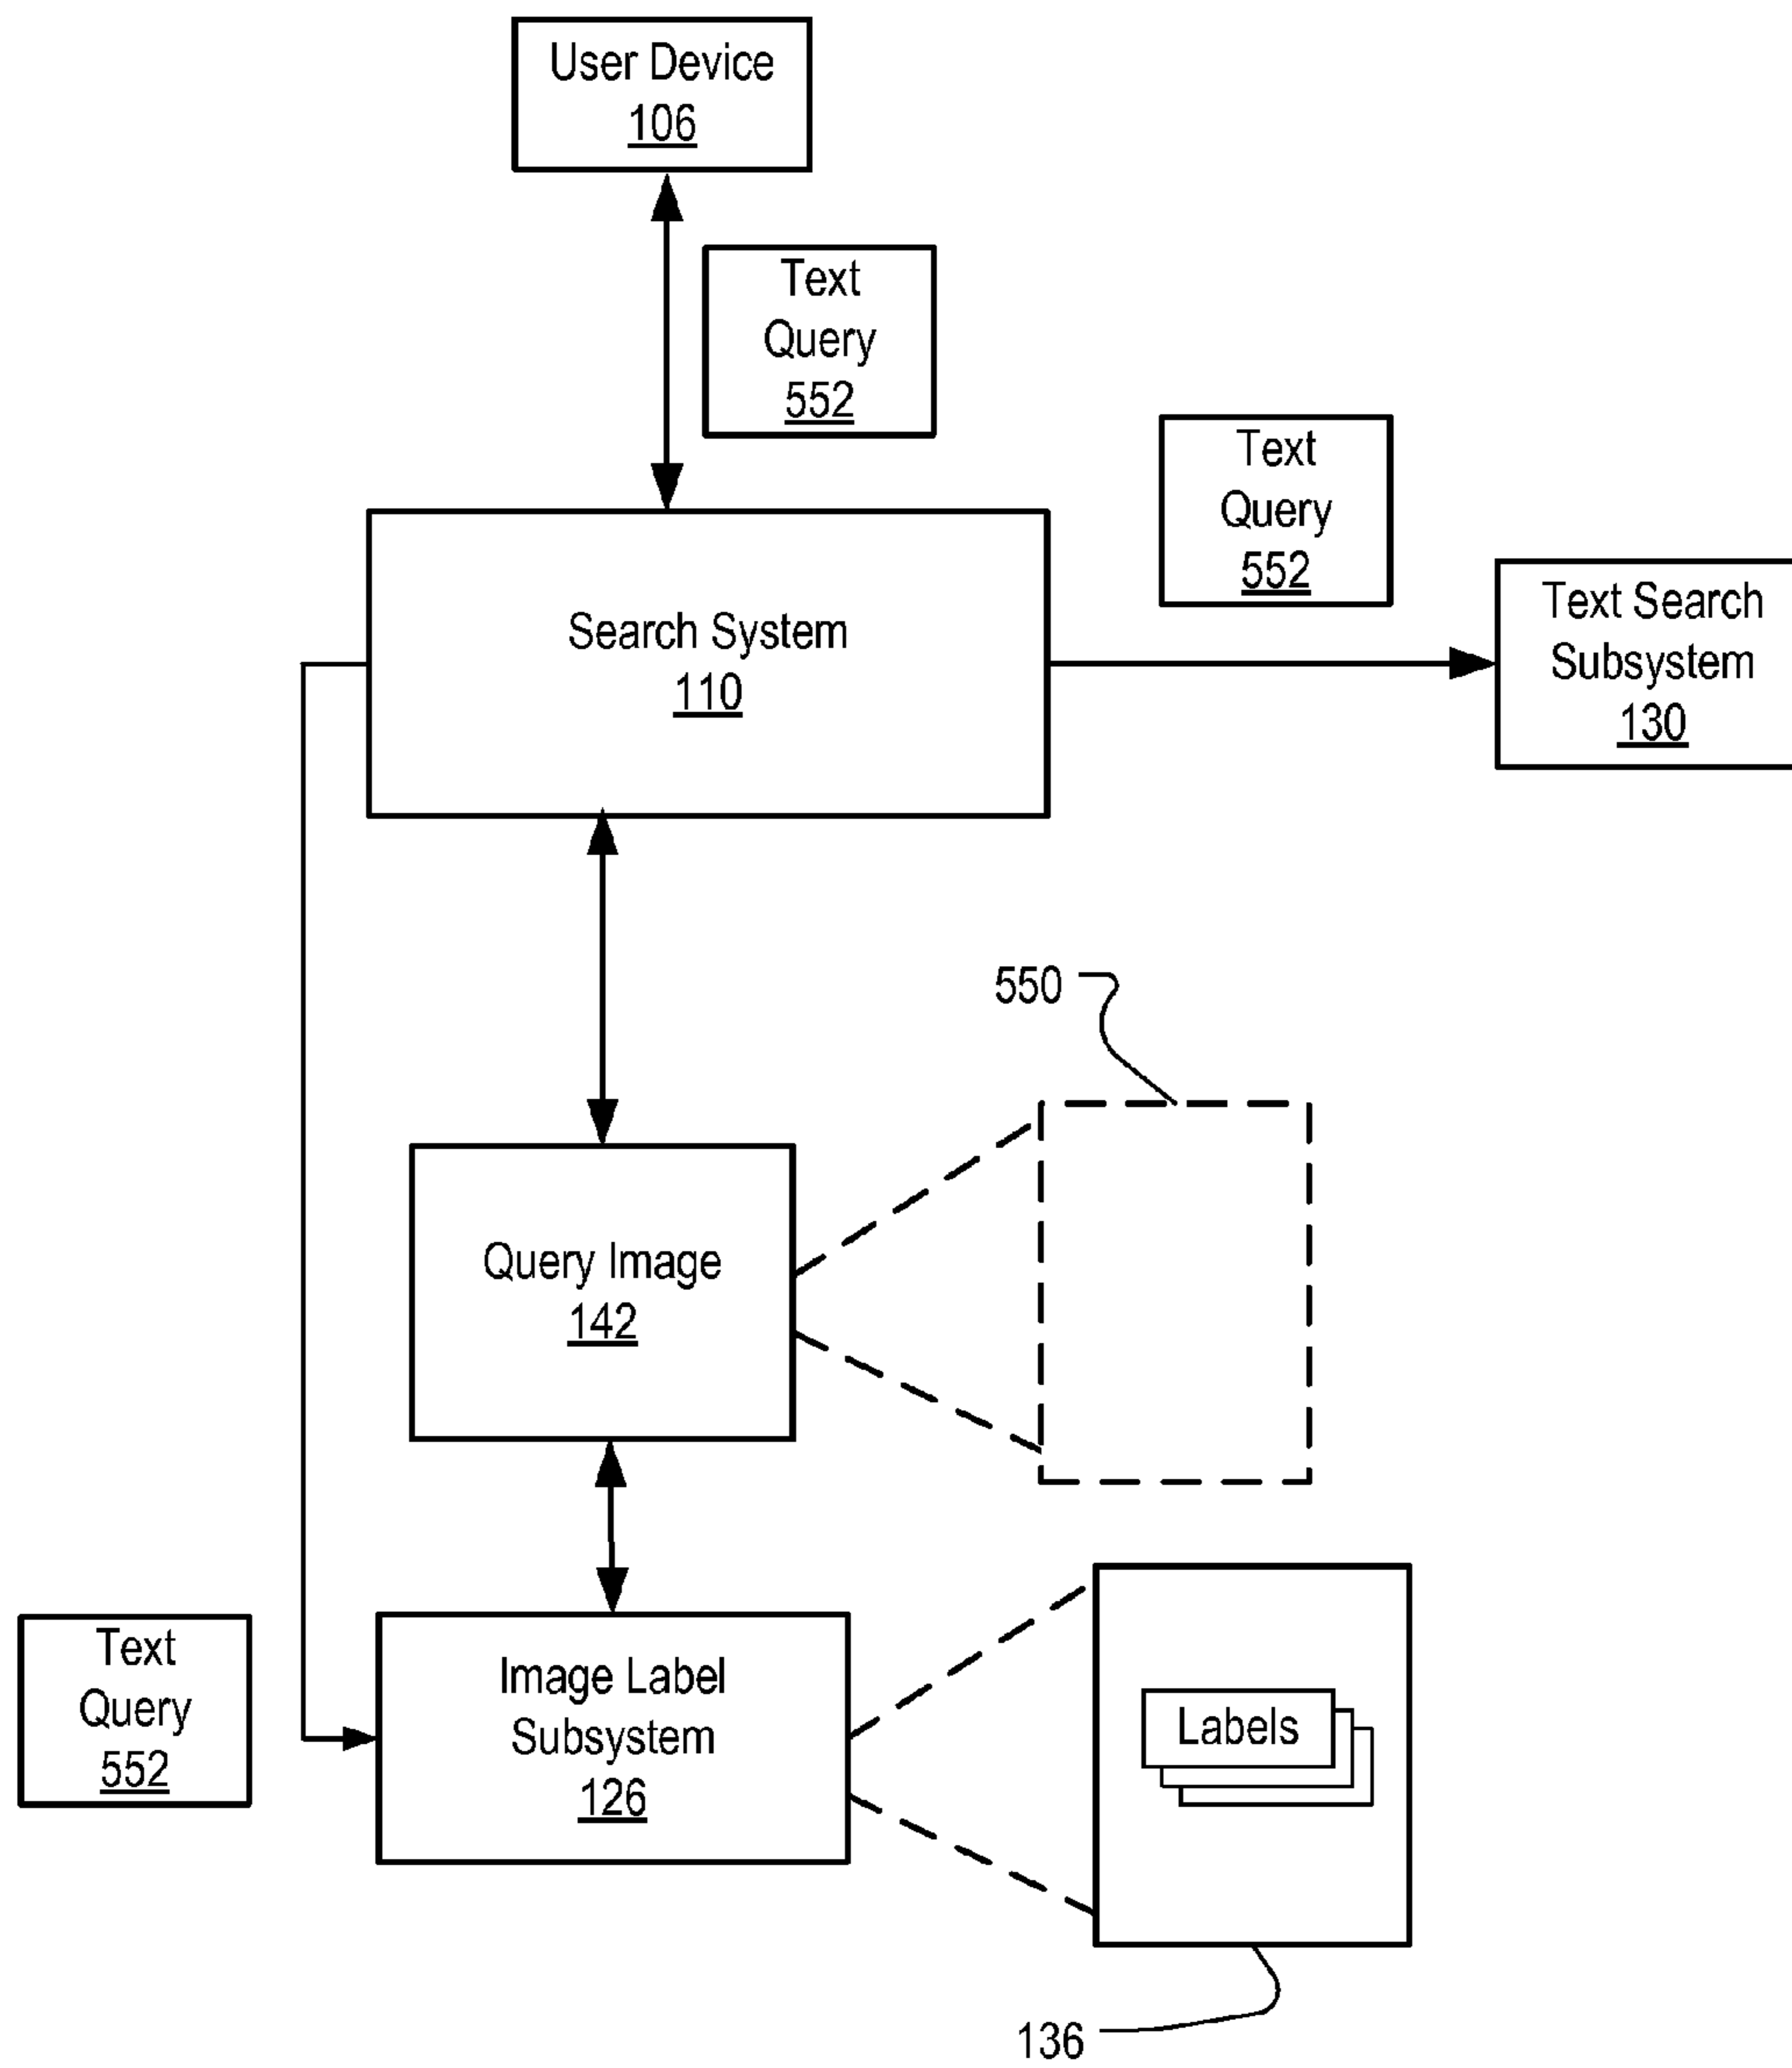 User Device
106
Text
Query
552
Text
Query
552
Search System
110
Text Search
Subsystem
130
550
Query Image
142
Text
Query
552
Image Label
Subsystem
126
Labels
136